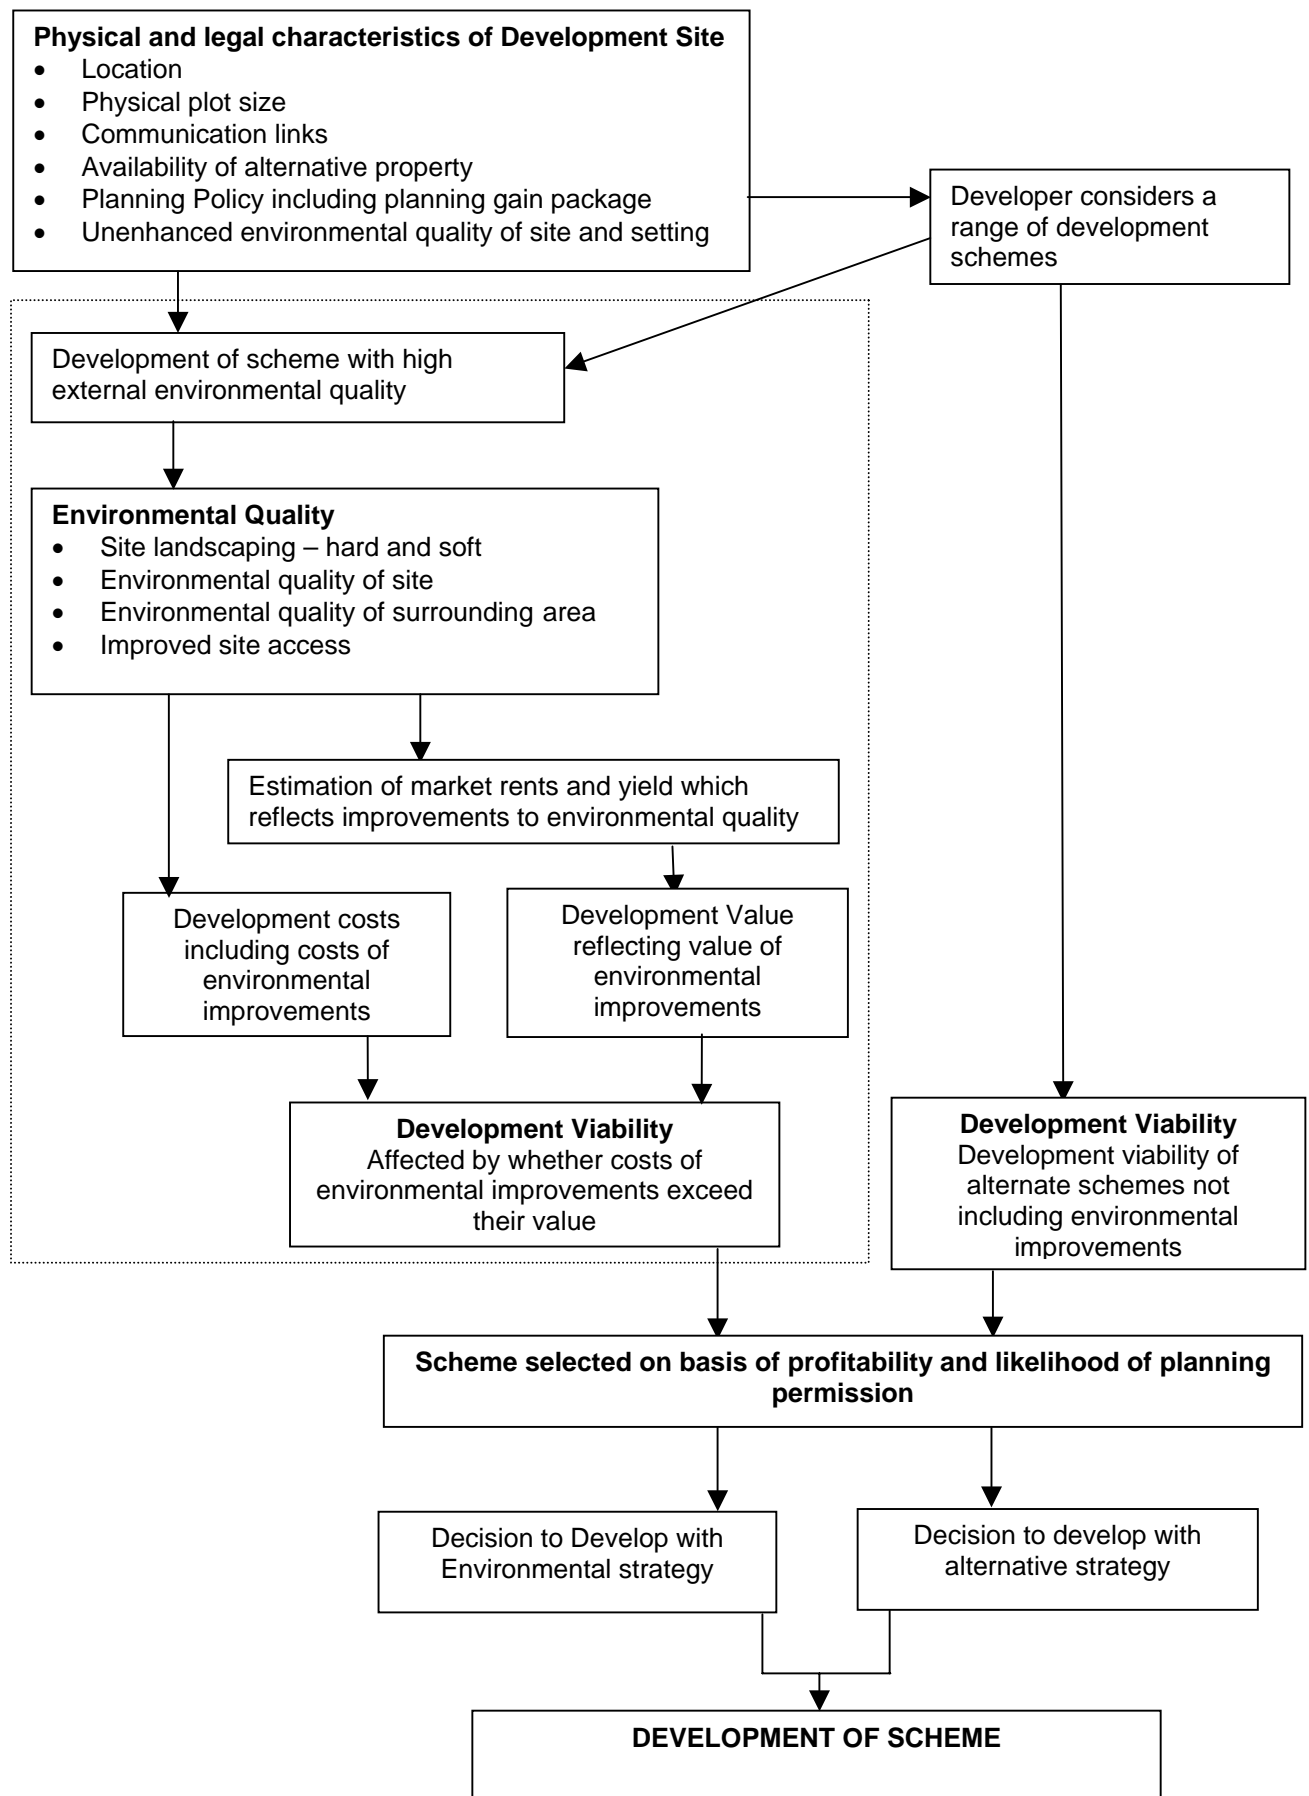 Physical and legal characteristics of Development Site
• Location
• Physical plot size
• Communication links
• Availability of alternative property
• Planning Policy including planning gain package
• Unenhanced environmental quality of site and setting
Developer considers a
range of development
schemes
Development of scheme with high
external environmental quality
Environmental Quality
• Site landscaping – hard and soft
• Environmental quality of site
• Environmental quality of surrounding area
• Improved site access
Estimation of market rents and yield which
reflects improvements to environmental quality
Development costs
including costs of
environmental
improvements
Development Value
reflecting value of
environmental
improvements
Development Viability
Affected by whether costs of
environmental improvements exceed
their value
Development Viability
Development viability of
alternate schemes not
including environmental
improvements
Scheme selected on basis of profitability and likelihood of planning
permission
Decision to Develop with
Environmental strategy
Decision to develop with
alternative strategy
DEVELOPMENT OF SCHEME